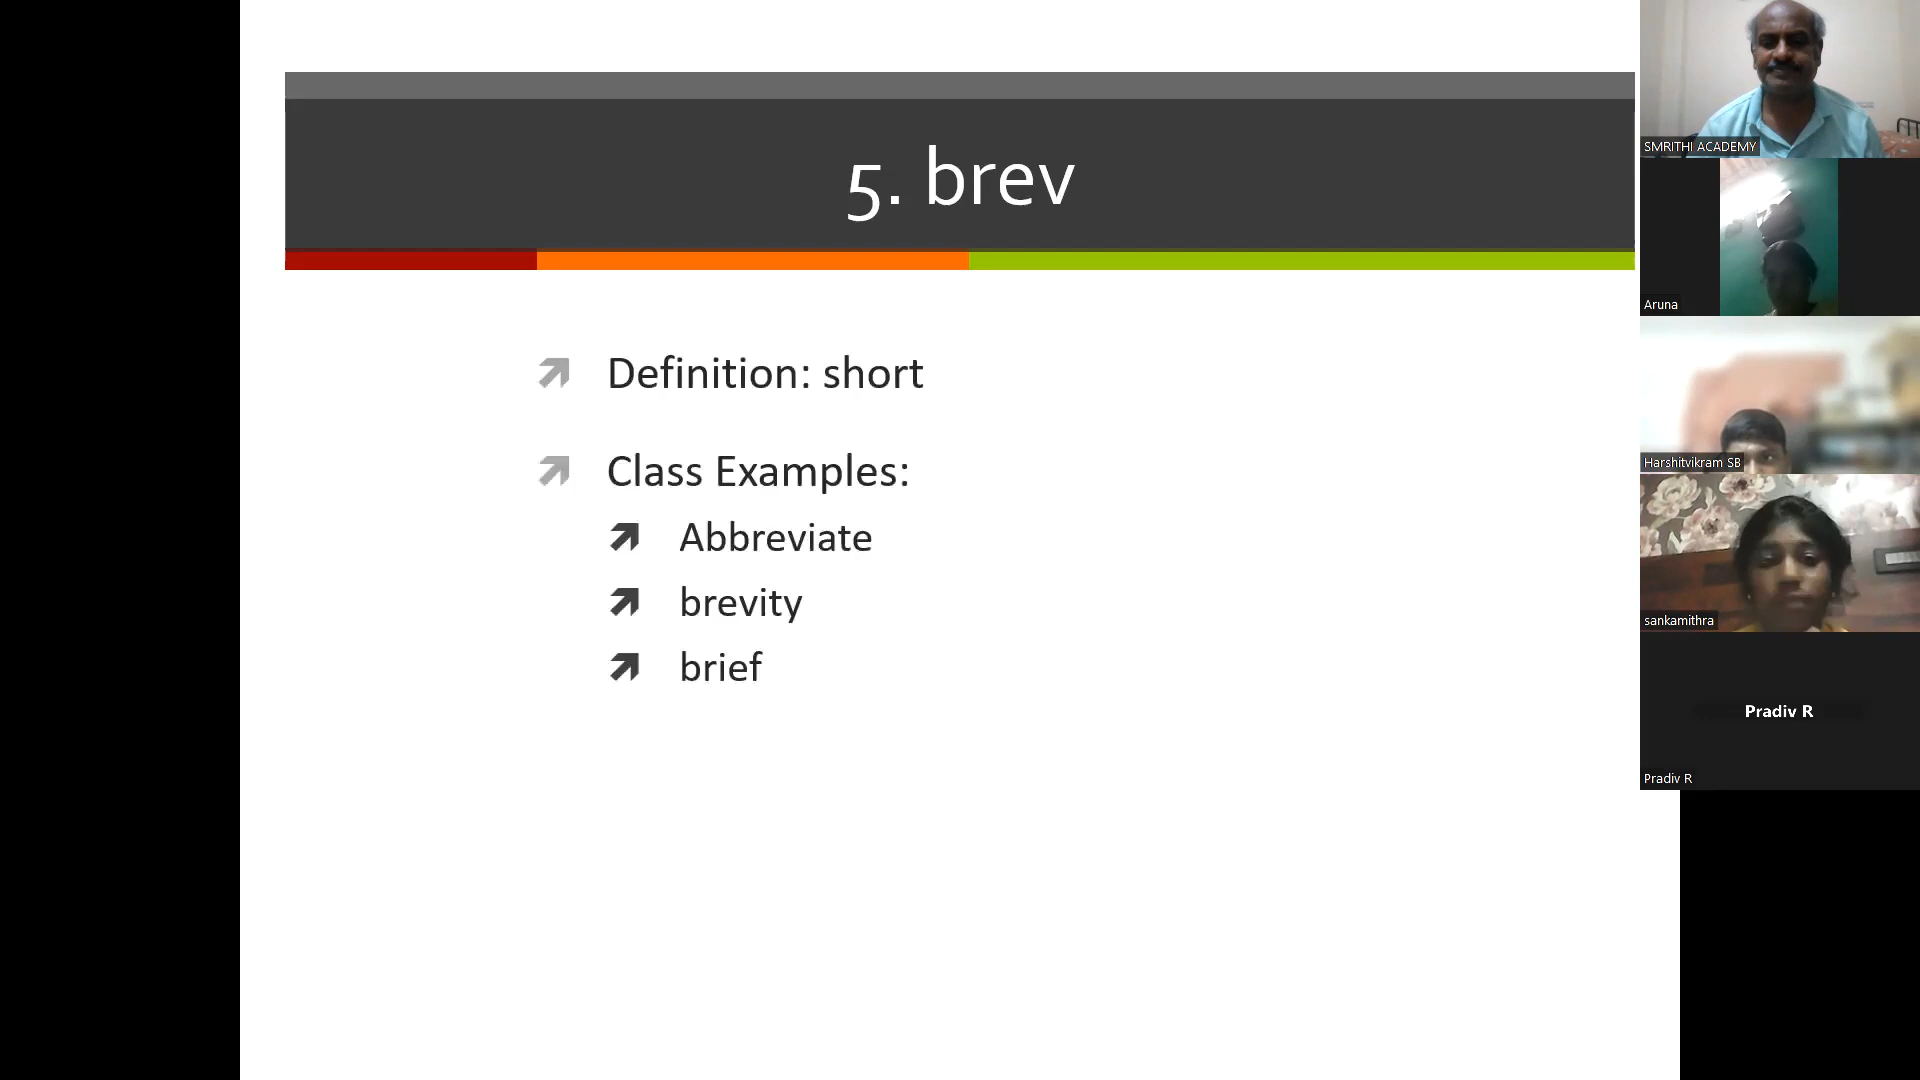 5. brev
Definition: short
Class Examples:
Abbreviate
brevity
brief
SMRITHI ACADEMY
Aruna
Harshitvikram SB
sankamithra
Pradiv R
Pradiv R